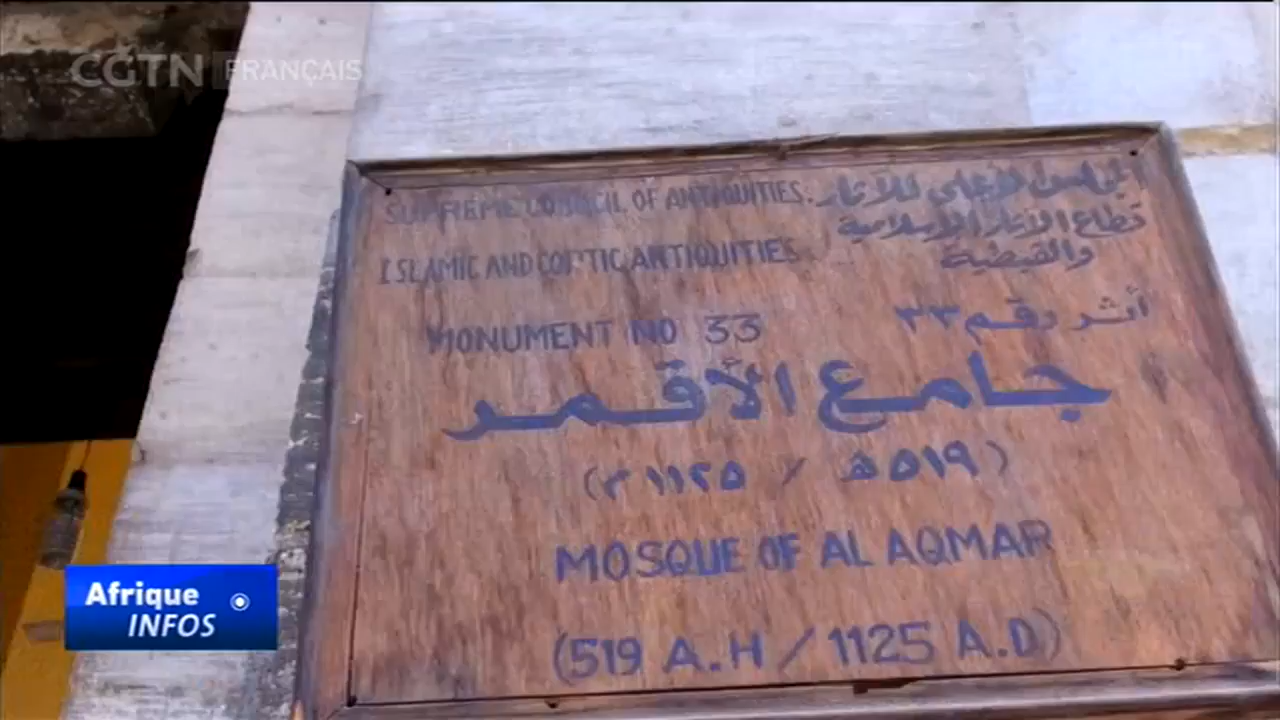 CGTN FRANÇAIS
SUPREME COUNCIL OF ANTIQUITIES. المجلس الأعلى للآثار
قطاع الآثار الإسلامية
ISLAMIC AND COPTIC ANTIQUITIES والقبطية
MONUMENT NO 33 أثر رقم ٣٣
جامع الأقمر
(٥١٩ هـ / ١١٢٥ م)
MOSQUE OF AL AQMAR
(519 A.H / 1125 A.D)
Afrique
INFOS